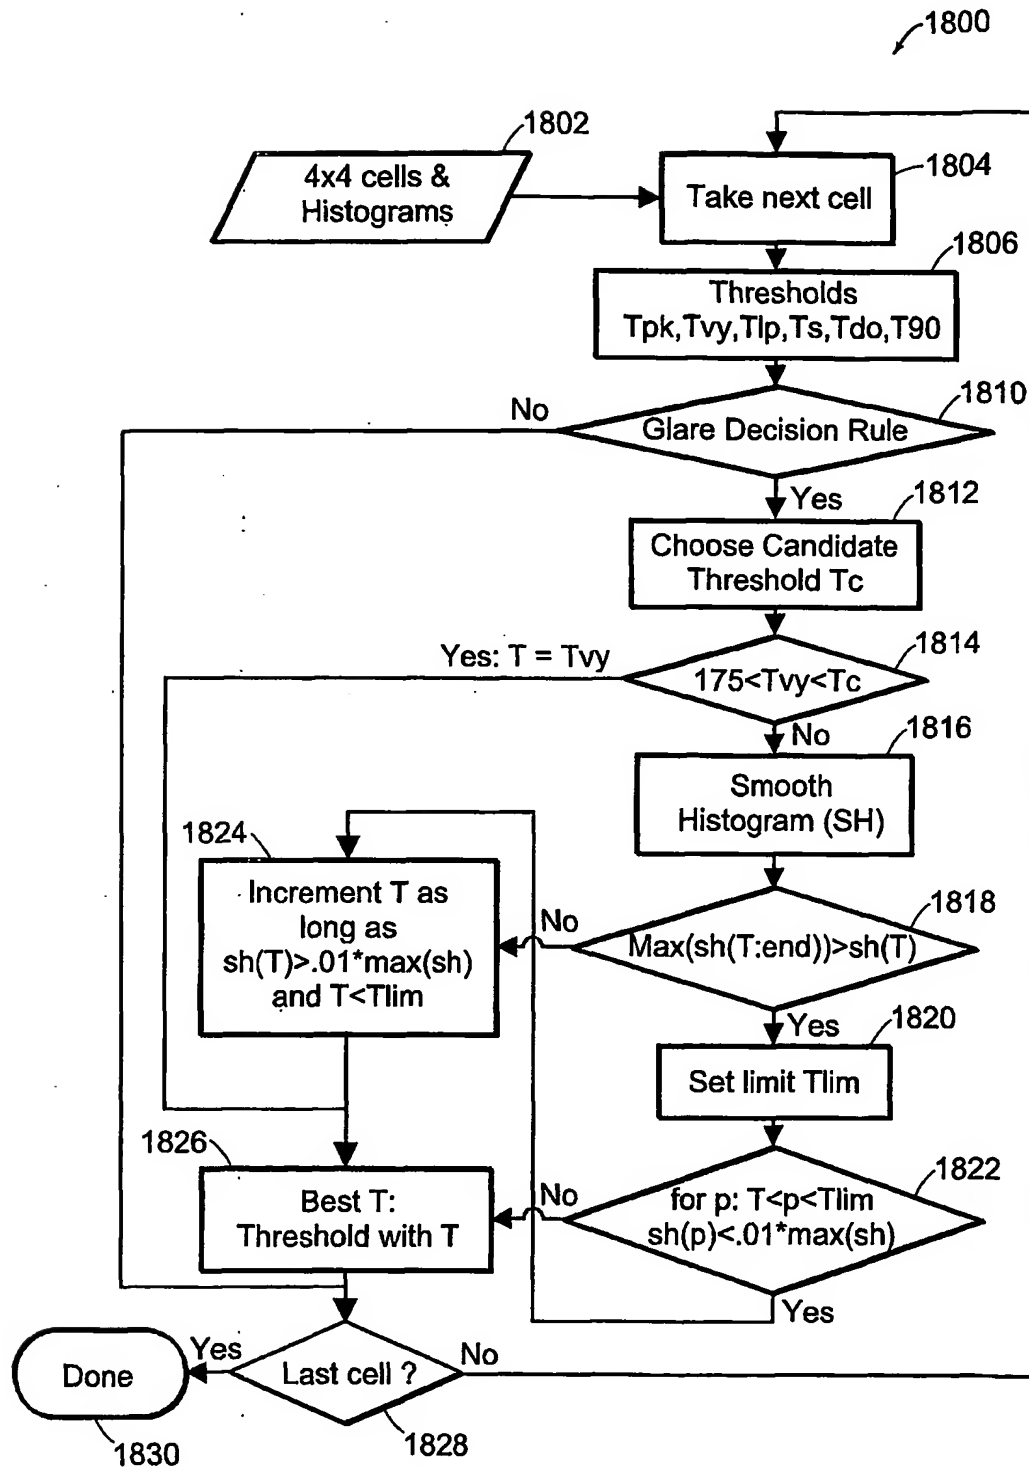 1800
1802
4x4 cells &
Histograms
1804
Take next cell
1806
Thresholds
Tpk,Tvy,Tlp,Ts,Tdo,T90
1810
No
Glare Decision Rule
Yes
1812
Choose Candidate
Threshold Tc
1814
Yes: T = Tvy
175<Tvy<Tc
No
1816
Smooth
Histogram (SH)
1824
Increment T as
long as
sh(T)>.01*max(sh)
and T<Tlim
1818
No
Max(sh(T:end))>sh(T)
Yes
1820
Set limit Tlim
1826
Best T:
Threshold with T
1822
No
for p: T<p<Tlim
sh(p)<.01*max(sh)
Yes
Yes
Last cell ?
No
1828
Done
1830